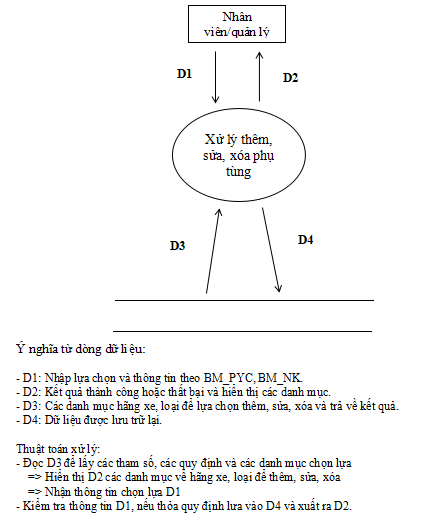 Nhân
viên/quản lý
D1
D2
Xử lý thêm,
sửa, xóa phụ
tùng
D3
D4
Ý nghĩa từ dòng dữ liệu:
- D1: Nhập lựa chọn và thông tin theo BM_PYC, BM_NK.
- D2: Kết quả thành công hoặc thất bại và hiển thị các danh mục.
- D3: Các danh mục hãng xe, loại để lựa chọn thêm, sửa, xóa và trả về kết quả.
- D4: Dữ liệu được lưu trữ lại.
Thuật toán xử lý:
- Đọc D3 để lấy các tham số, các quy định và các danh mục chọn lựa
=> Hiển thị D2 các danh mục về hãng xe, loại để thêm, sửa, xóa
=> Nhận thông tin chọn lựa D1
- Kiểm tra thông tin D1, nếu thỏa quy định lưa vào D4 và xuất ra D2.